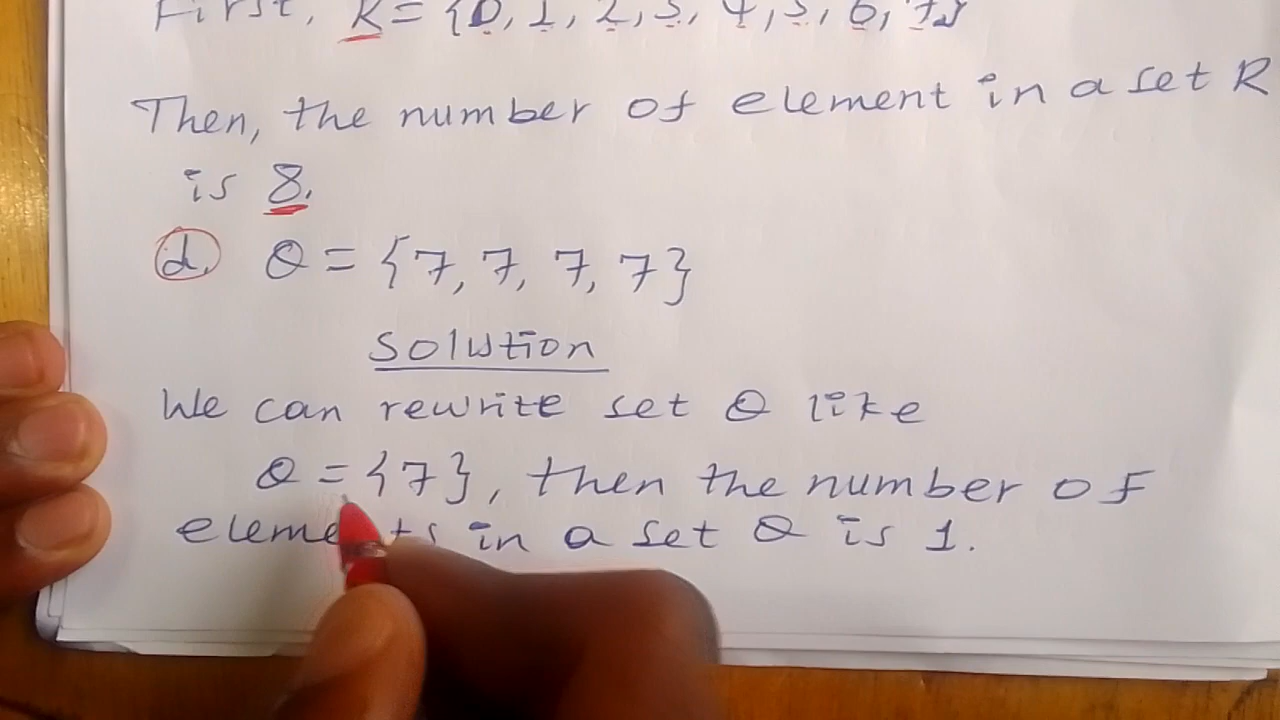 First, R = {0, 1, 2, 3, 4, 5, 6, 7}
Then, the number of element in a set R
is 8.
d. Q = {7, 7, 7, 7}
Solution
We can rewrite set Q like
Q = {7}, then the number of
elements in a set Q is 1.